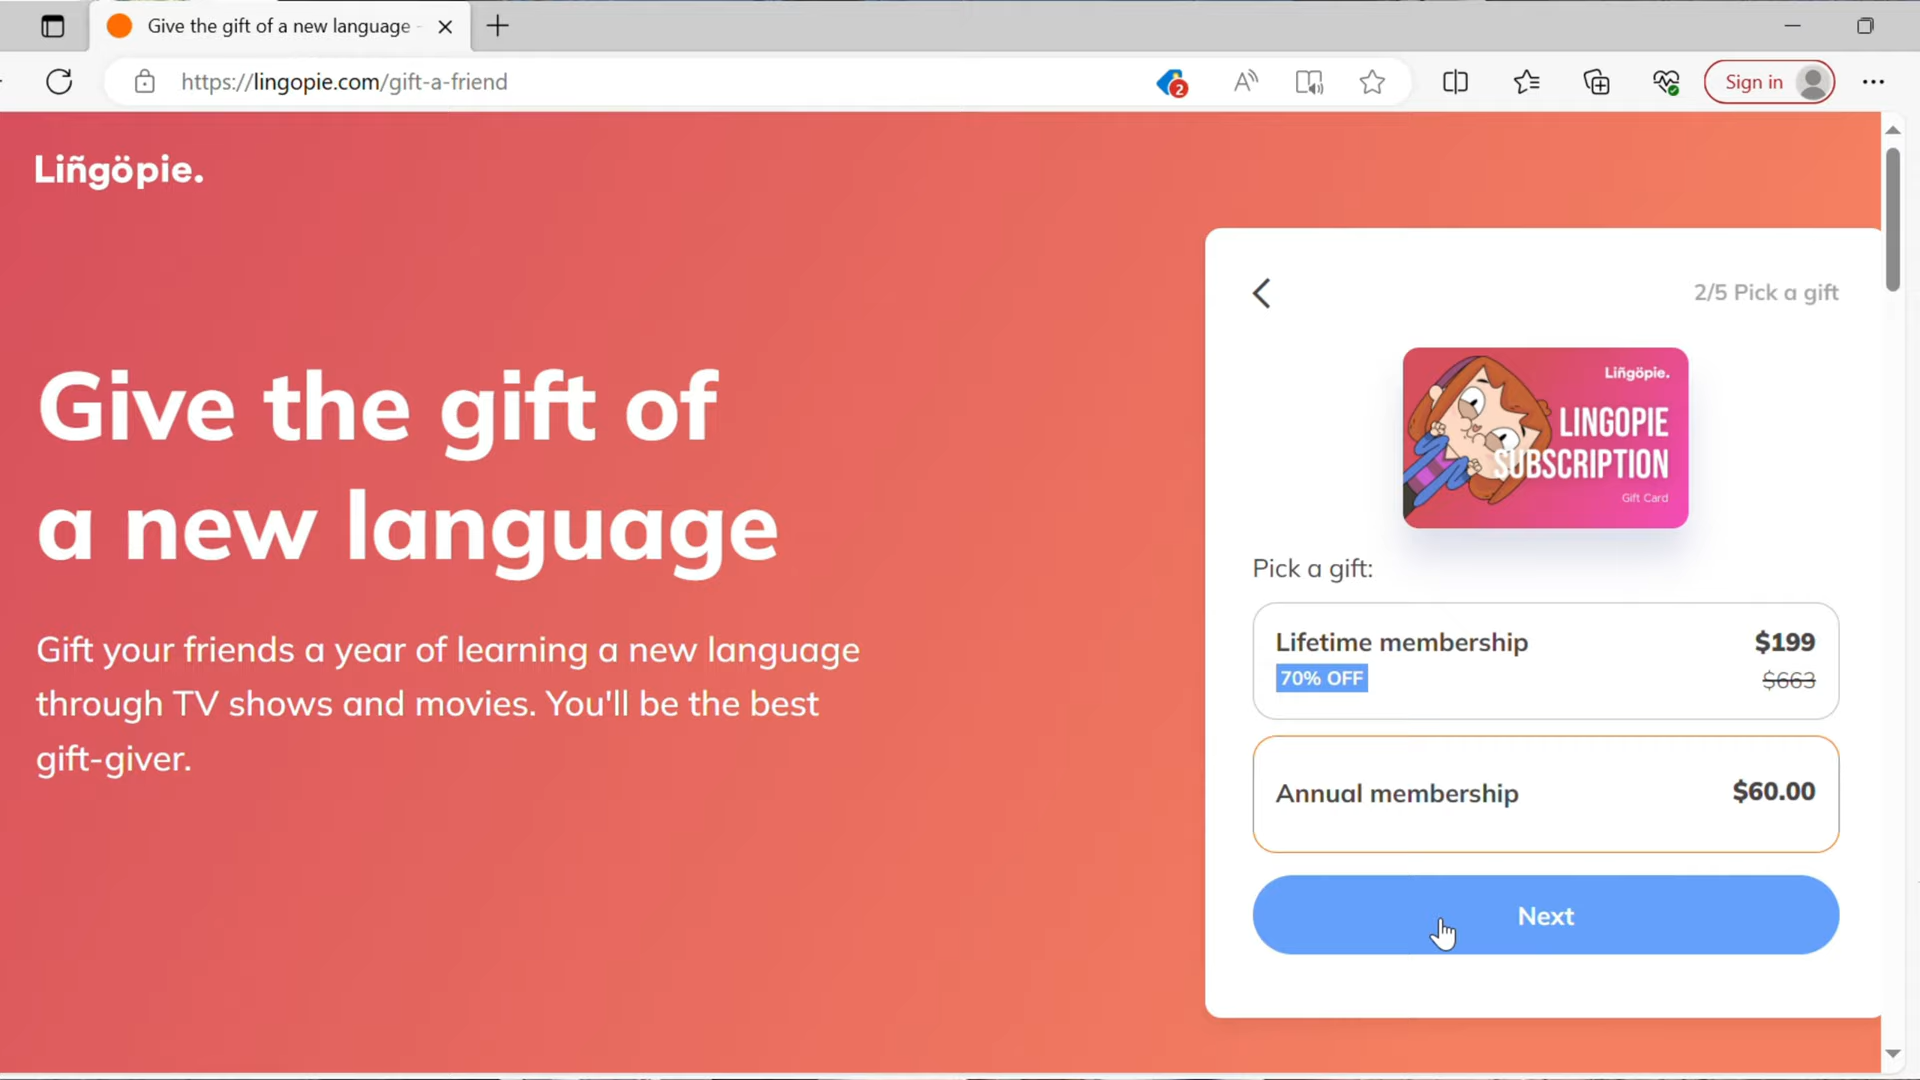 Give the gift of a new language -
https://lingopie.com/gift-a-friend
2
Sign in
Liñgöpie.
2/5 Pick a gift
Liñgöpie.
LINGOPIE
SUBSCRIPTION
Gift Card
Give the gift of
a new language
Gift your friends a year of learning a new language
through TV shows and movies. You'll be the best
gift-giver.
Pick a gift:
Lifetime membership $199
70% OFF $663
Annual membership $60.00
Next